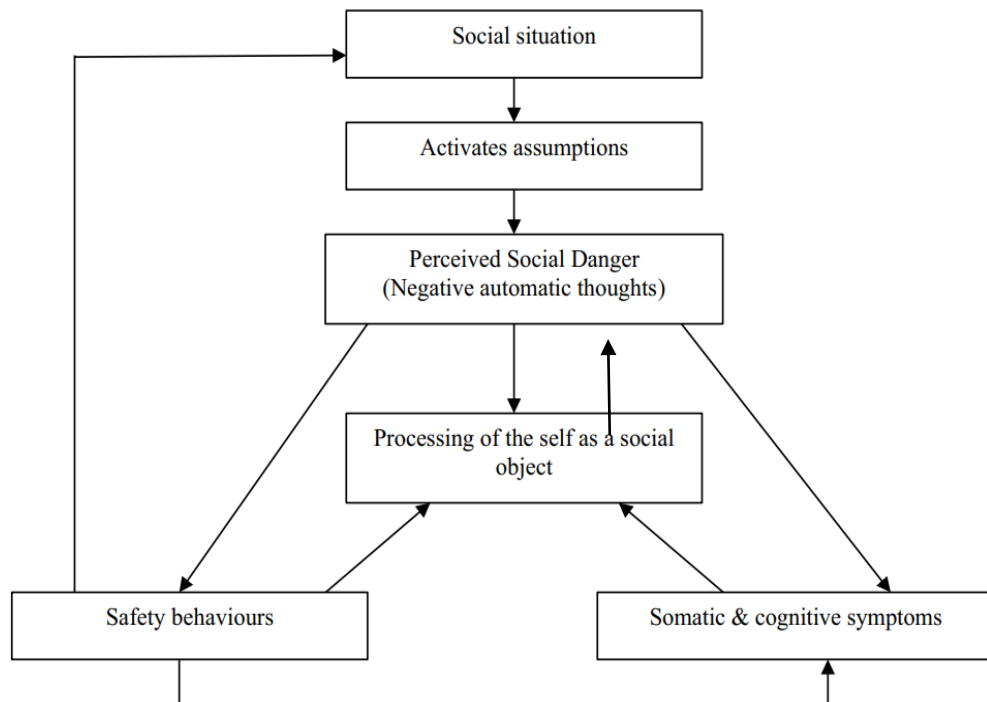 Social situation
Activates assumptions
Perceived Social Danger
(Negative automatic thoughts)
Processing of the self as a social
object
Safety behaviours
Somatic & cognitive symptoms